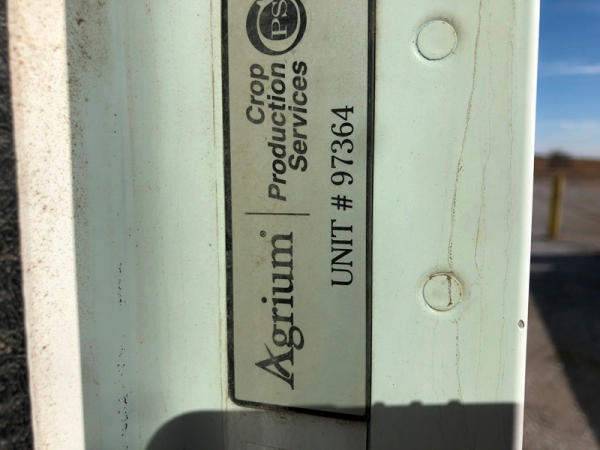 Agrium
Crop
Production
Services
CPS
UNIT # 97364